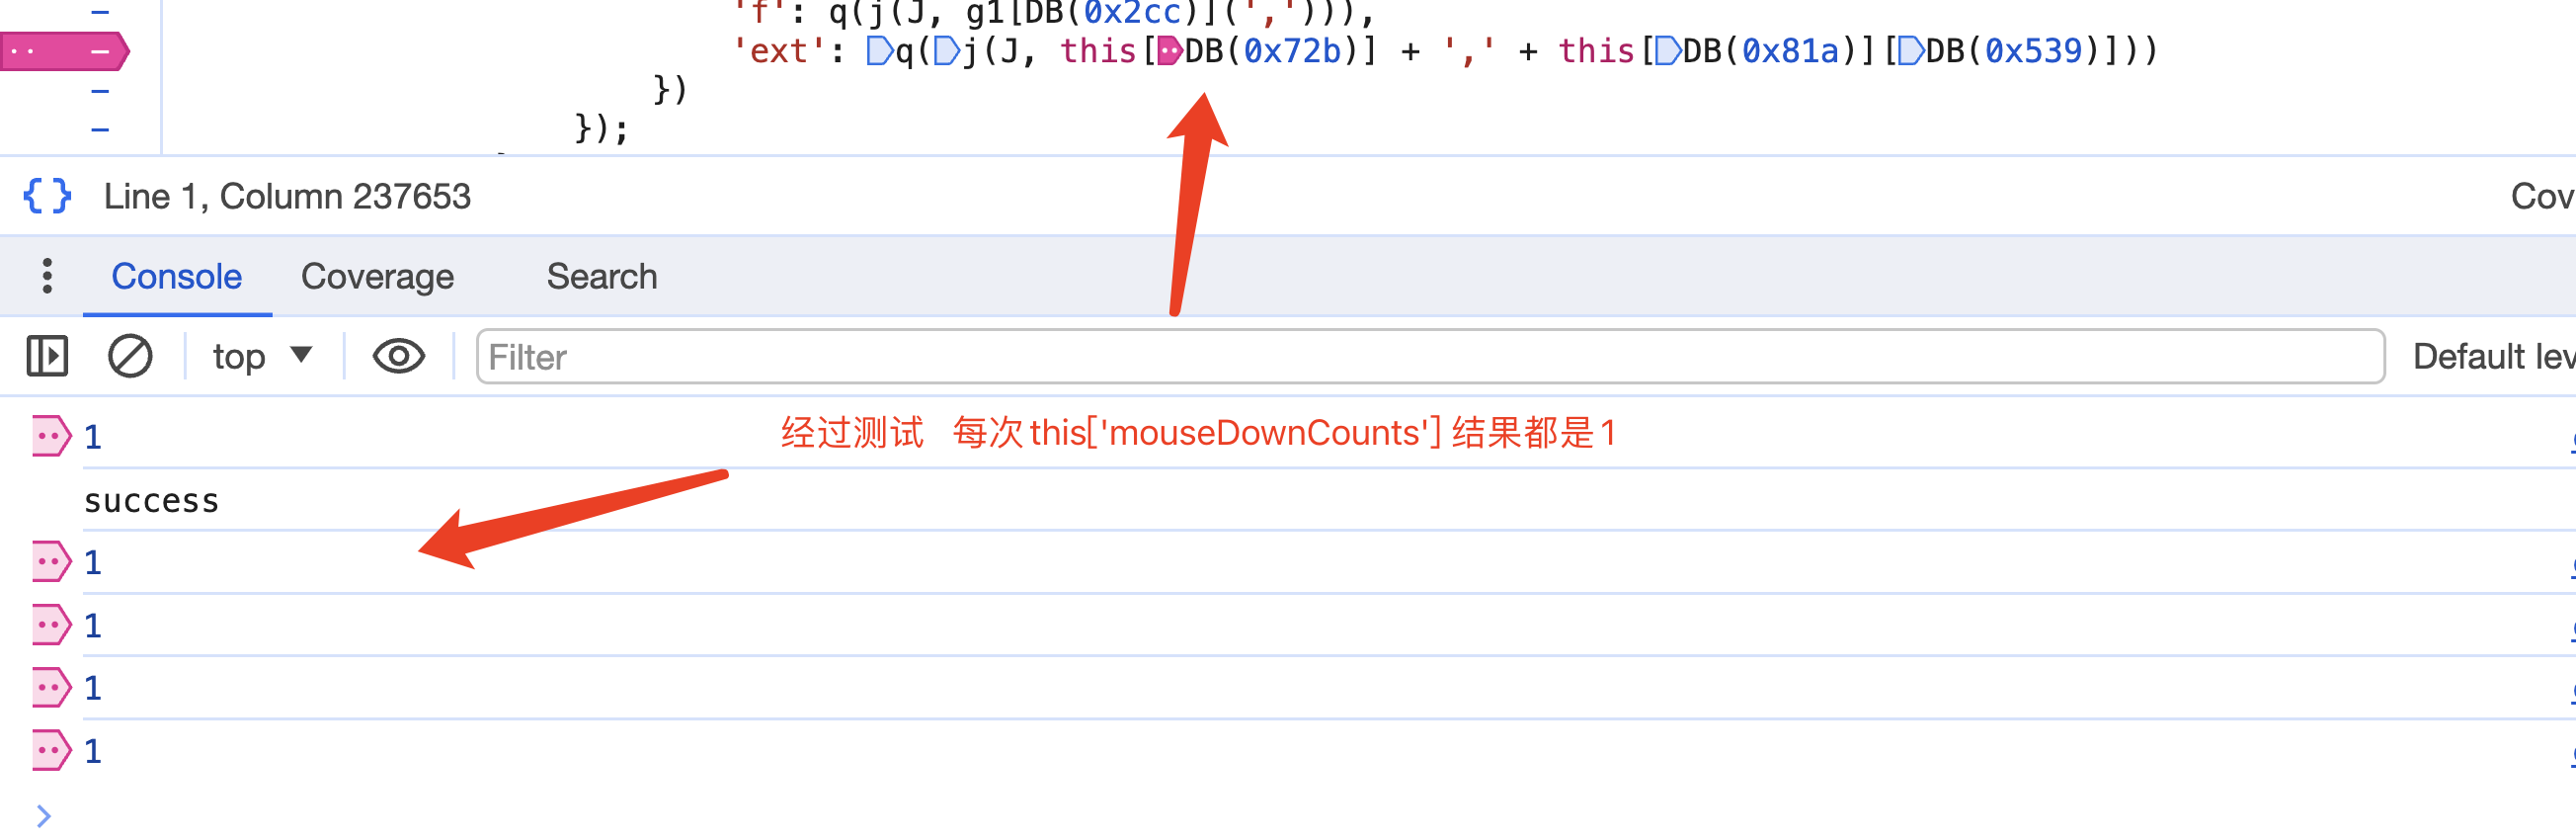 'f': q(j(J, g1[DB(0x2cc)](','))),
'ext': q(j(J, this[DB(0x72b)] + ',' + this[DB(0x81a)][DB(0x539)]))
})
});
{} Line 1, Column 237653 Cov
Console Coverage Search
top Filter Default lev
1 经过测试 每次this['mouseDownCounts']结果都是1
success
1
1
1
1